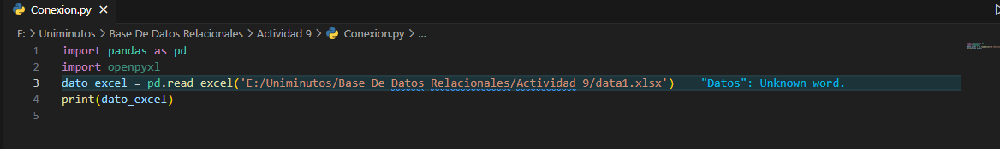 Conexion.py ×
E: > Uniminutos > Base De Datos Relacionales > Actividad 9 > Conexion.py > ...
1 import pandas as pd
2 import openpyxl
3 dato_excel = pd.read_excel('E:/Uniminutos/Base De Datos Relacionales/Actividad 9/data1.xlsx') "Datos": Unknown word.
4 print(dato_excel)
5